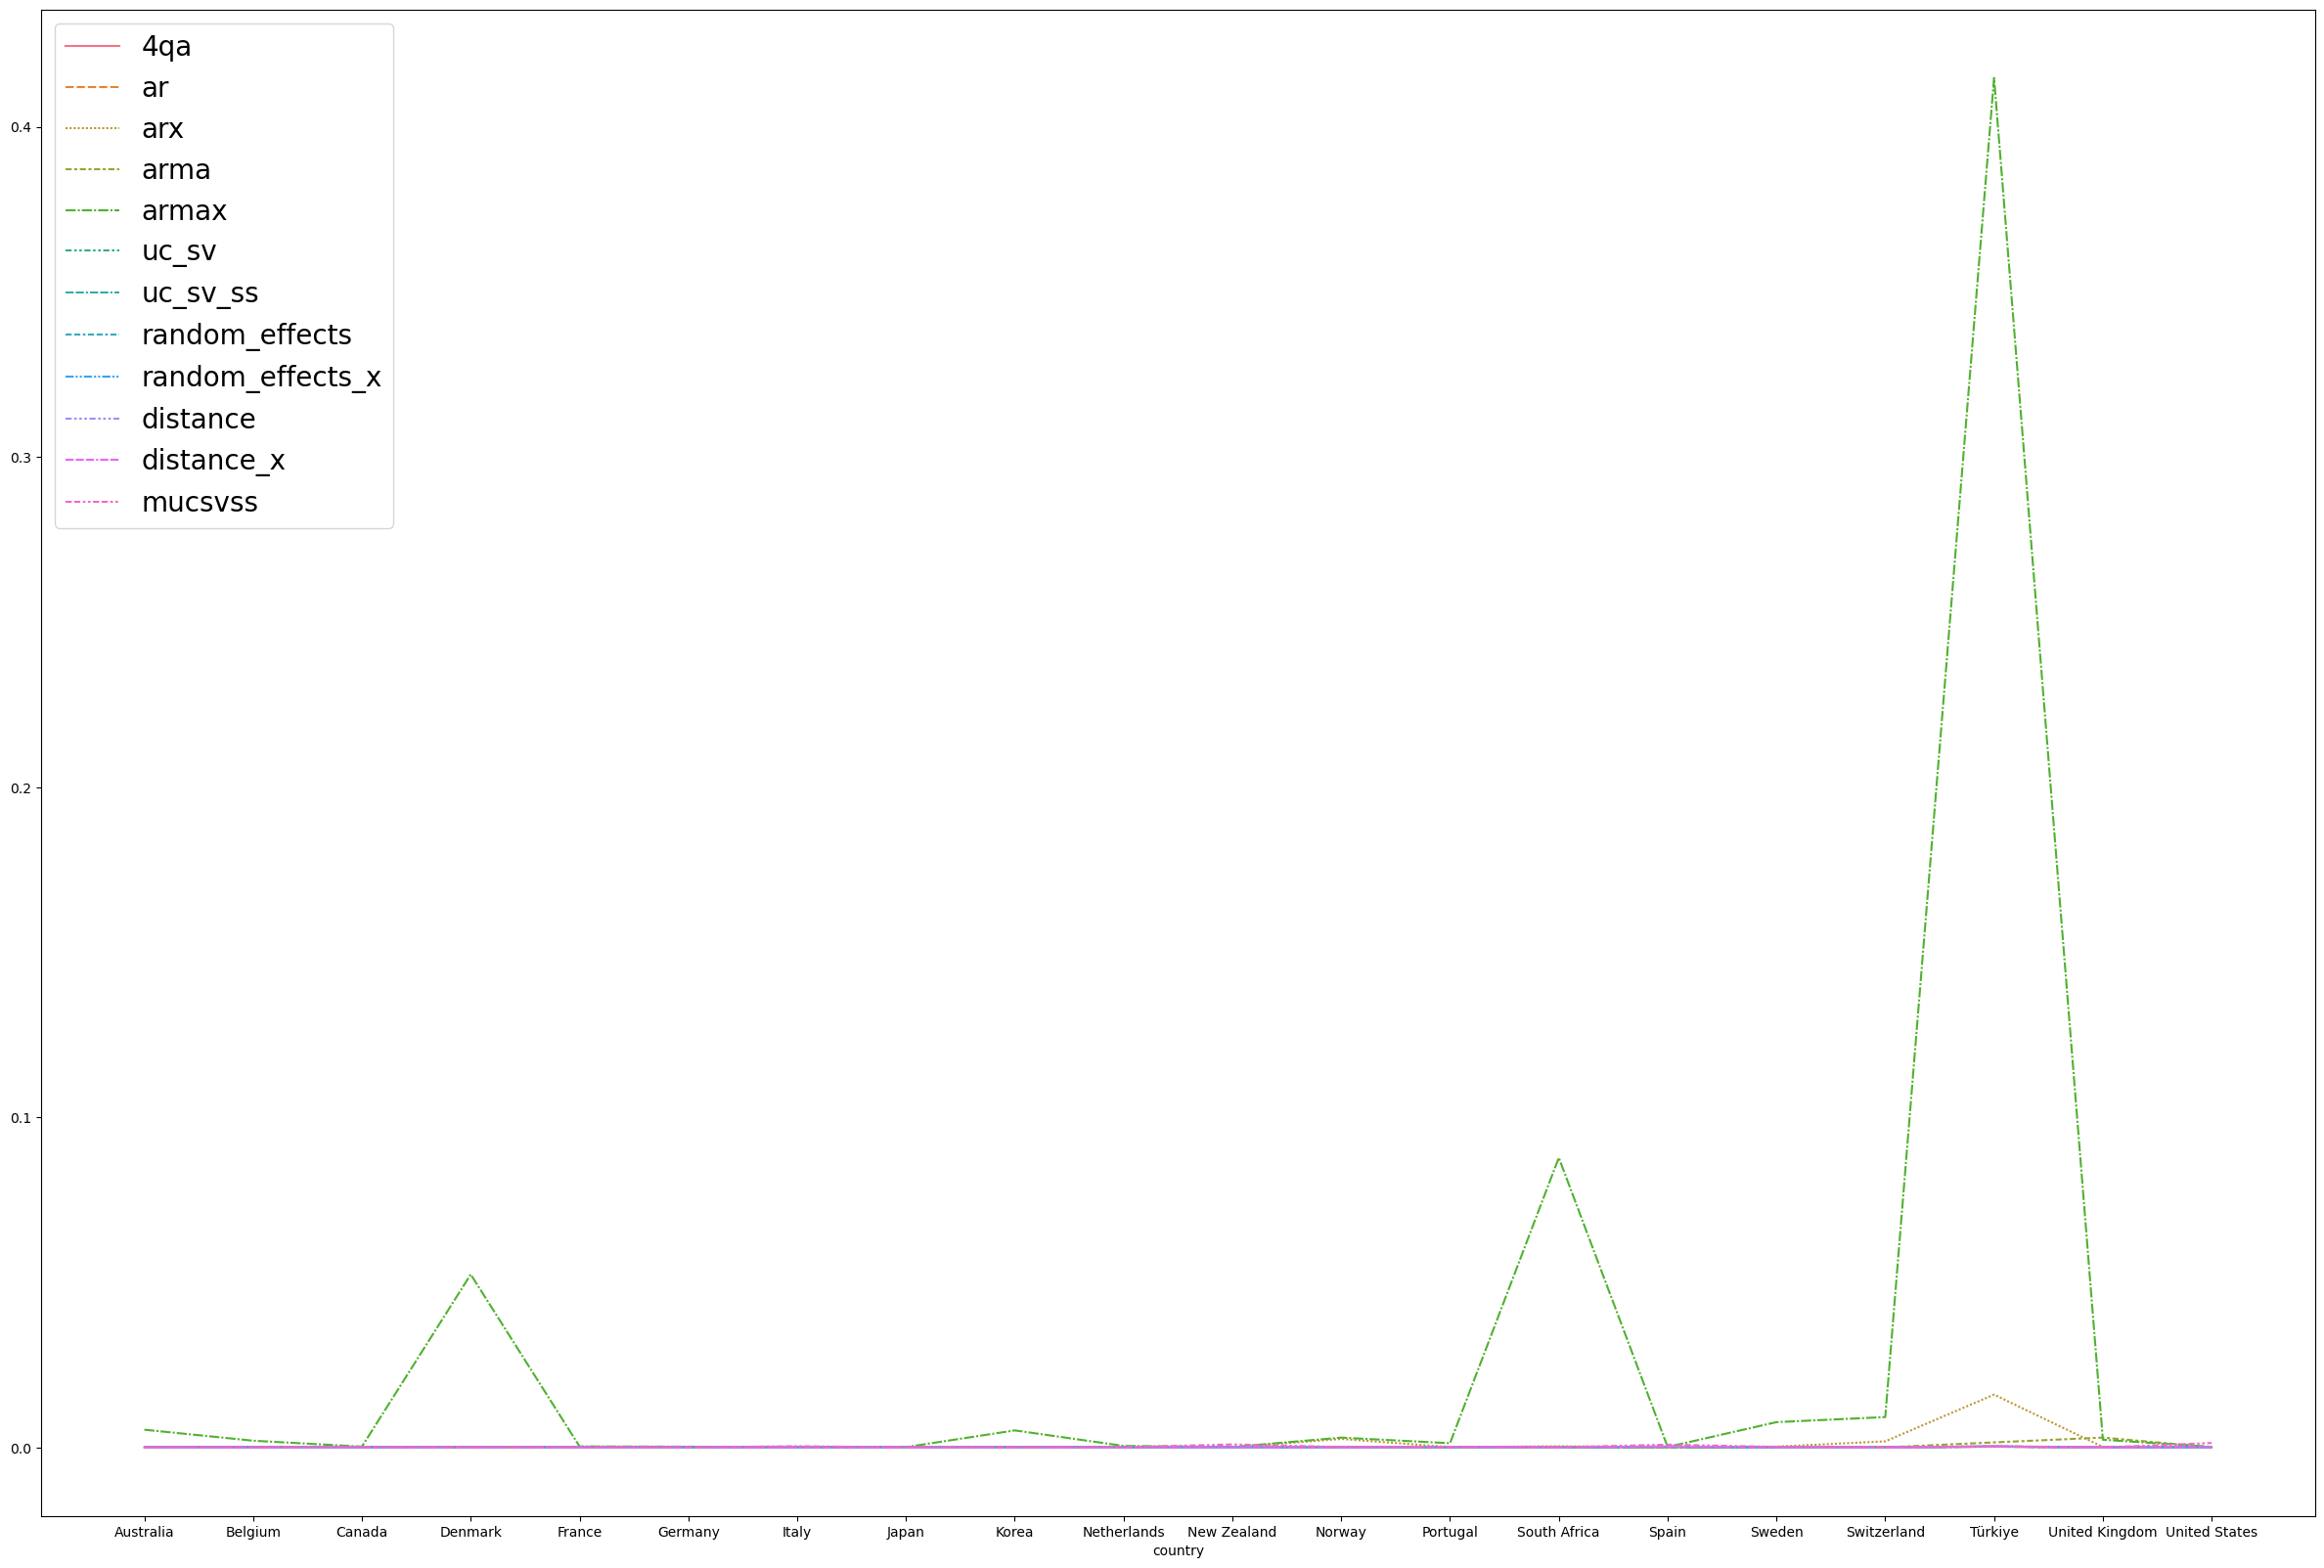 4qa
ar
arx
arma
armax
uc_sv
uc_sv_ss
random_effects
random_effects_x
distance
distance_x
mucsvss
0.4
0.3
0.2
0.1
0.0
Australia Belgium Canada Denmark France Germany Italy Japan Korea Netherlands New Zealand Norway Portugal South Africa Spain Sweden Switzerland Türkiye United Kingdom United States
country